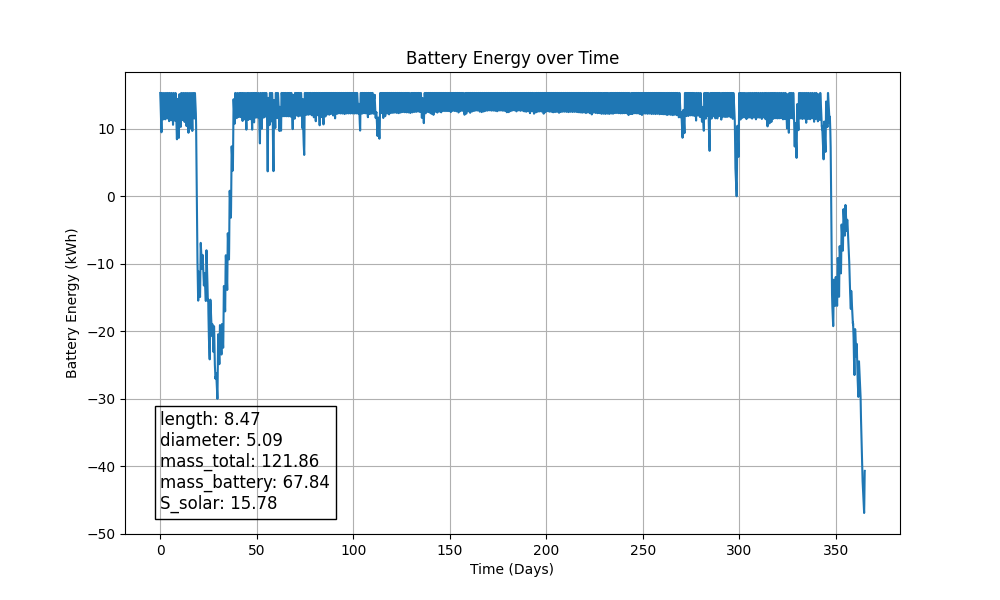 Battery Energy over Time
Battery Energy (kWh)
10
0
−10
−20
−30
−40
−50
length: 8.47
diameter: 5.09
mass_total: 121.86
mass_battery: 67.84
S_solar: 15.78
0 50 100 150 200 250 300 350
Time (Days)